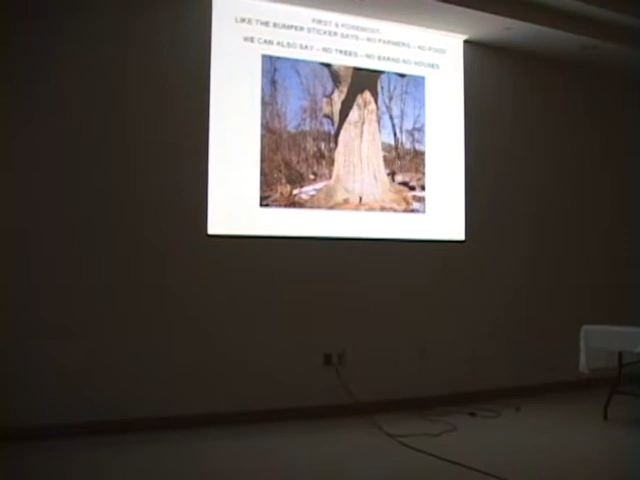 FIRST & FOREMOST
LIKE THE BUMPER STICKER SAYS – NO FARMERS – NO FOOD
WE CAN ALSO SAY – NO TREES – NO BARNS NO HOUSES